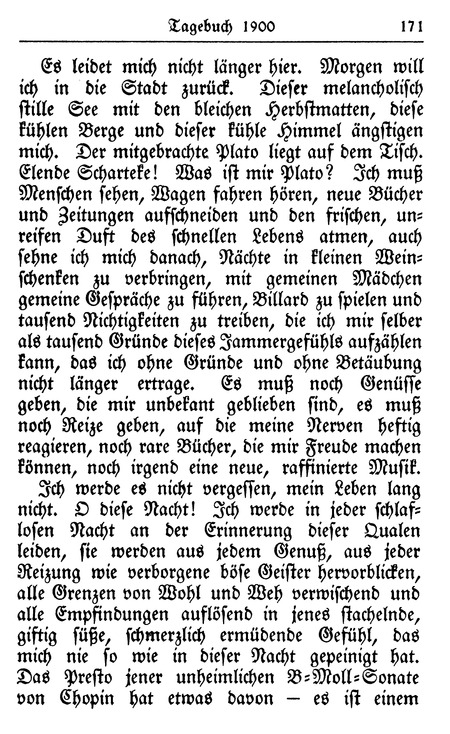 Tagebuch 1900 171
Es leidet mich nicht länger hier. Morgen will
ich in die Stadt zurück. Dieser melancholisch
stille See mit den bleichen Herbstmatten, diese
kühlen Berge und dieser kühle Himmel ängstigen
mich. Der mitgebrachte Plato liegt auf dem Tisch.
Elende Scharteke! Was ist mir Plato? Ich muß
Menschen sehen, Wagen fahren hören, neue Bücher
und Zeitungen aufschneiden und den frischen, un-
reifen Duft des schnellen Lebens atmen, auch
sehne ich mich danach, Nächte in kleinen Wein-
schenken zu verbringen, mit gemeinen Mädchen
gemeine Gespräche zu führen, Billard zu spielen und
tausend Nichtigkeiten zu treiben, die ich mir selber
als tausend Gründe dieses Jammergefühls aufzählen
kann, das ich ohne Gründe und ohne Betäubung
nicht länger ertrage. Es muß noch Genüsse
geben, die mir unbekant geblieben sind, es muß
noch Reize geben, auf die meine Nerven heftig
reagieren, noch rare Bücher, die mir Freude machen
können, noch irgend eine neue, raffinierte Musik.
Ich werde es nicht vergessen, mein Leben lang
nicht. O diese Nacht! Ich werde in jeder schlaf-
losen Nacht an der Erinnerung dieser Qualen
leiden, sie werden aus jedem Genuß, aus jeder
Reizung wie verborgene böse Geister hervorblicken,
alle Grenzen von Wohl und Weh verwischend und
alle Empfindungen auflösend in jenes stachelnde,
giftig süße, schmerzlich ermüdende Gefühl, das
mich nie so wie in dieser Nacht gepeinigt hat.
Das Presto jener unheimlichen B-Moll-Sonate
von Chopin hat etwas davon — es ist einem